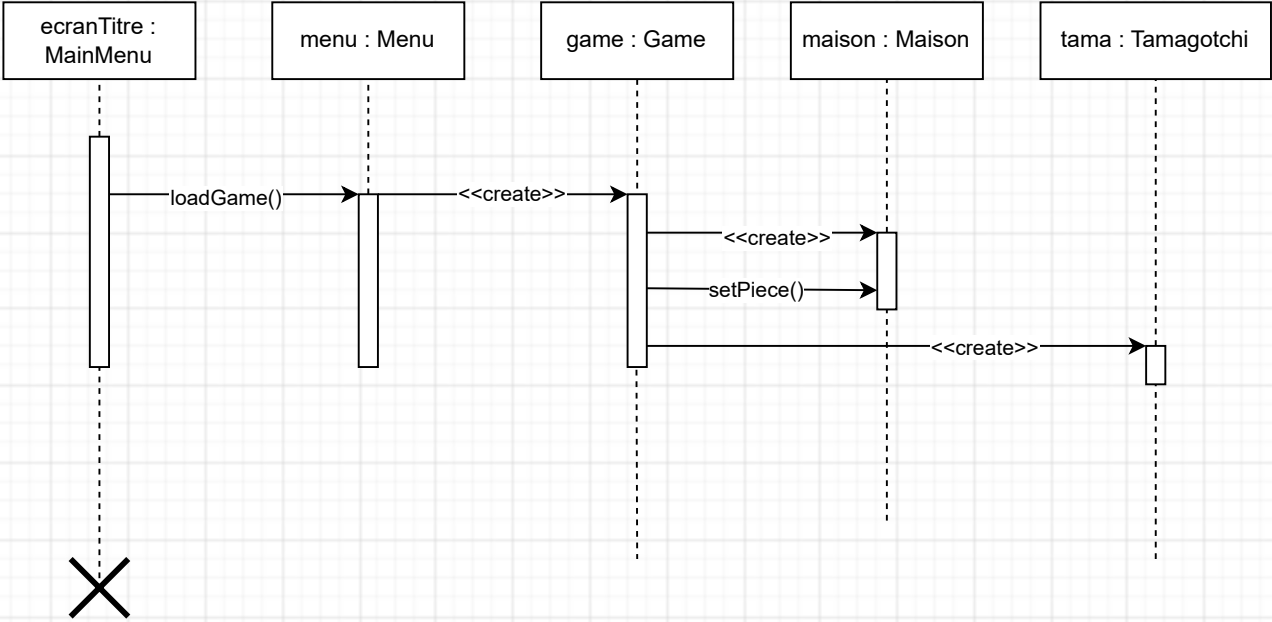 ecranTitre :
MainMenu
menu : Menu
game : Game
maison : Maison
tama : Tamagotchi
loadGame()
<<create>>
<<create>>
setPiece()
<<create>>